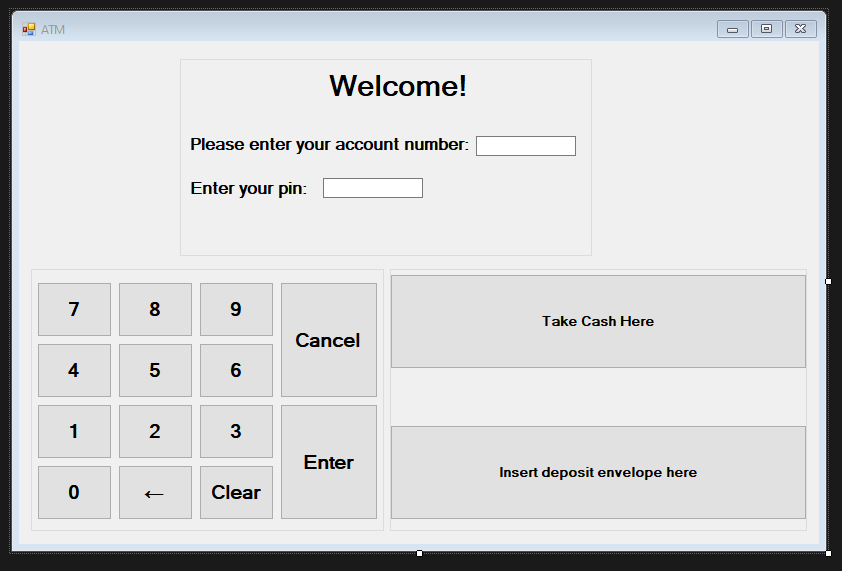 ATM
Welcome!
Please enter your account number:
Enter your pin:
7 8 9
Cancel
4 5 6
1 2 3
Enter
0 ← Clear
Take Cash Here
Insert deposit envelope here